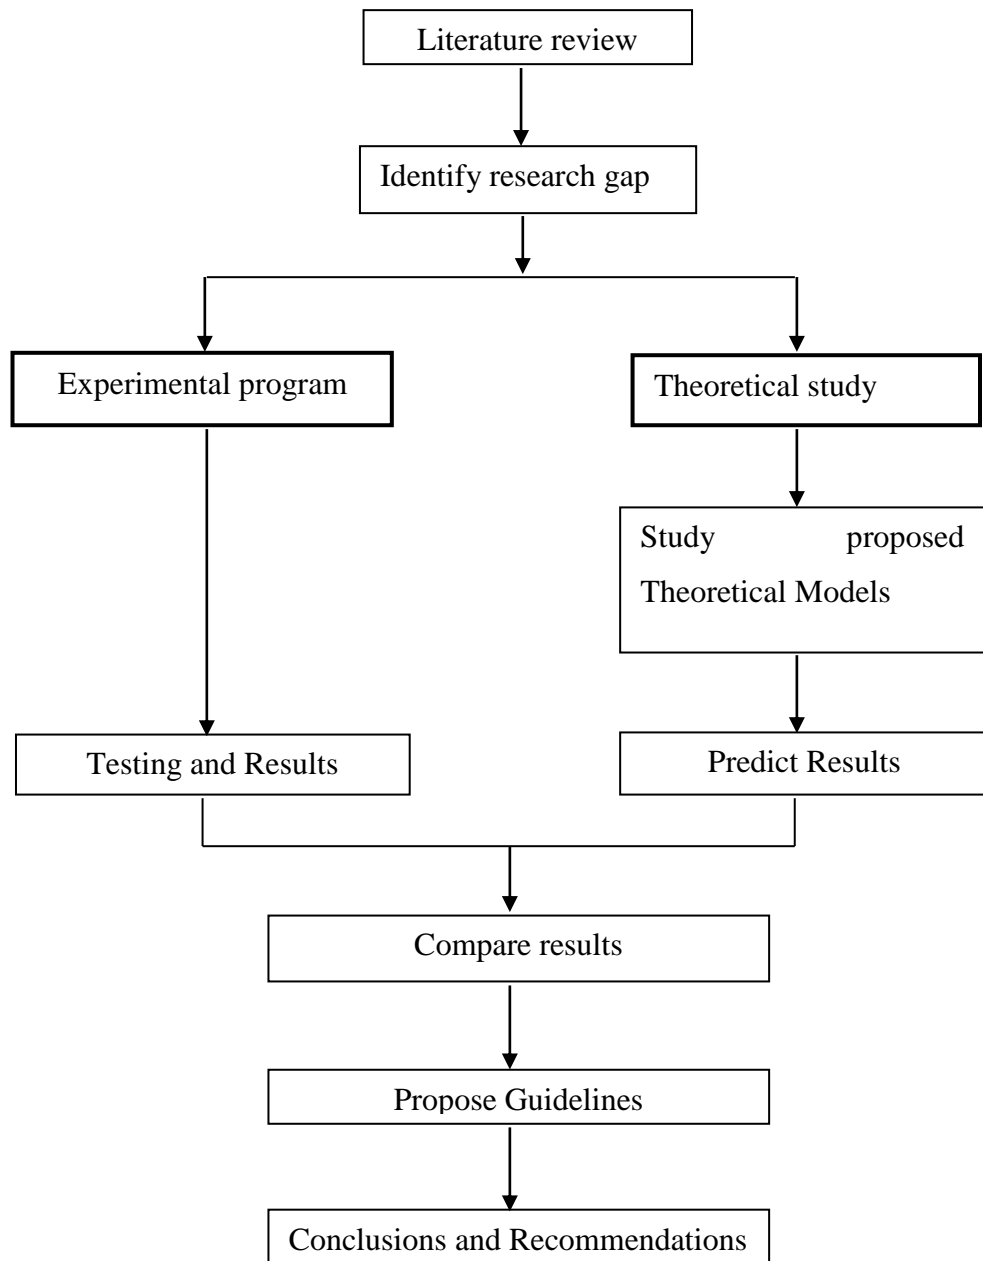 Literature review
Identify research gap
Experimental program
Theoretical study
Study proposed
Theoretical Models
Testing and Results
Predict Results
Compare results
Propose Guidelines
Conclusions and Recommendations